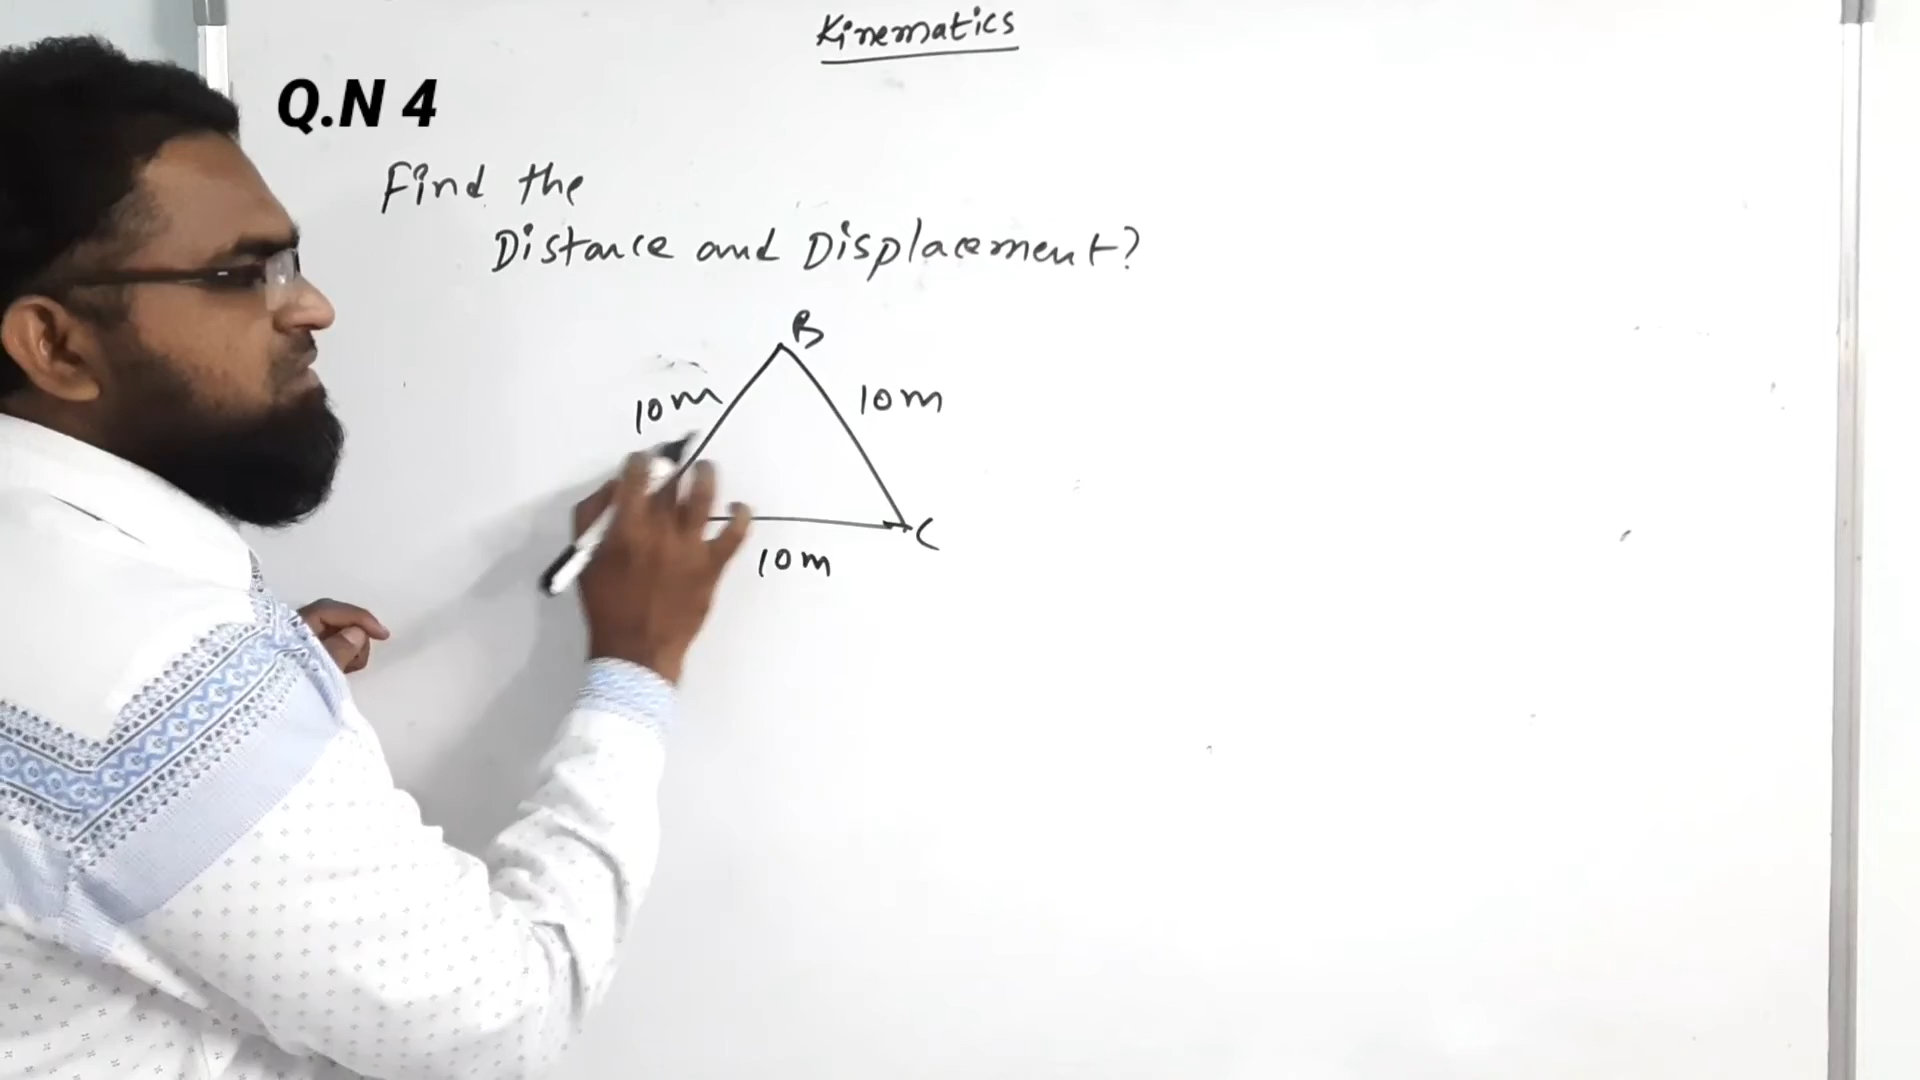 Kinematics
Q.N 4
Find the
Distance and Displacement?
B
10m
10m
C
10m